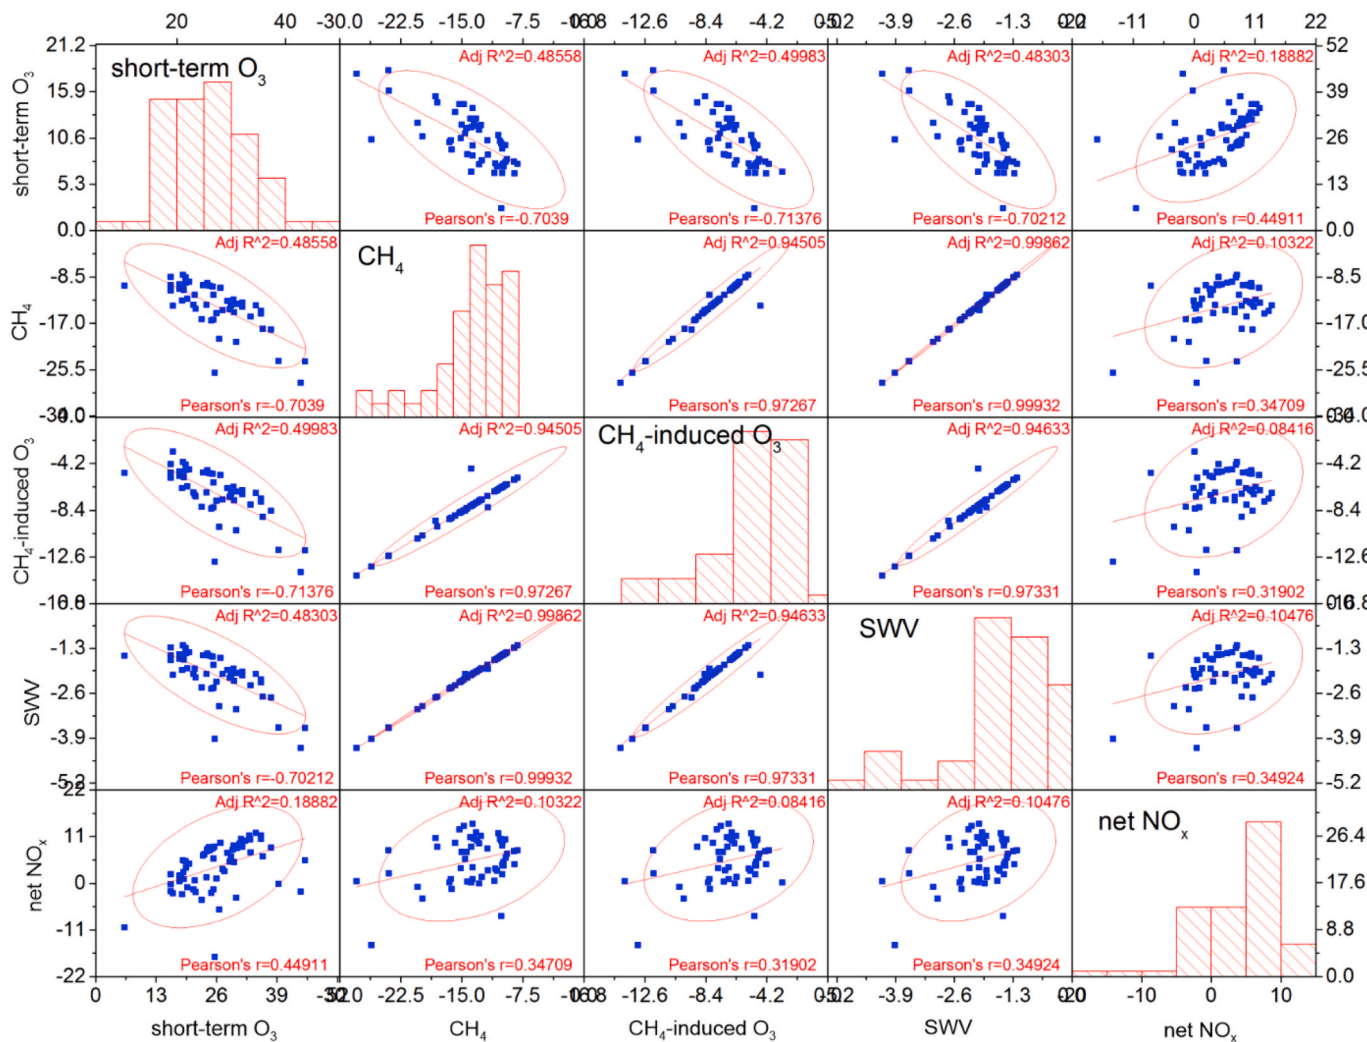 20 40 -30.0 -22.5 -15.0 -7.5 -12.6 -8.4 -4.2 -3.9 -2.6 -1.3 -11 0 11 22
21.2 short-term O₃ Adj R^2=0.48558 Adj R^2=0.49983 Adj R^2=0.48303 Adj R^2=0.18882 52
15.9 39
short-term O₃ 10.6 26
5.3 13
0.0 Pearson's r=-0.7039 Pearson's r=-0.71376 Pearson's r=-0.70212 Pearson's r=0.44911 0
Adj R^2=0.48558 CH₄ Adj R^2=0.94505 Adj R^2=0.99862 Adj R^2=0.10322
-8.5 -8.5
CH₄ -17.0 -17.0
-25.5 -25.5
-34.0 Pearson's r=-0.7039 Pearson's r=0.97267 Pearson's r=0.99932 Pearson's r=0.34709 -34.0
Adj R^2=0.49983 Adj R^2=0.94505 CH₄-induced O₃ Adj R^2=0.94633 Adj R^2=0.08416
-4.2 -4.2
CH₄-induced O₃ -8.4 -8.4
-12.6 -12.6
Pearson's r=-0.71376 Pearson's r=0.97267 Pearson's r=0.97331 Pearson's r=0.31902
-16.8 -16.8
Adj R^2=0.48303 Adj R^2=0.99862 Adj R^2=0.94633 SWV Adj R^2=0.10476
-1.3 -1.3
SWV -2.6 -2.6
-3.9 -3.9
-5.2 Pearson's r=-0.70212 Pearson's r=0.99932 Pearson's r=0.97331 Pearson's r=0.34924 -5.2
22 Adj R^2=0.18882 Adj R^2=0.10322 Adj R^2=0.08416 Adj R^2=0.10476 net NOₓ
11 26.4
net NOₓ 0 17.6
-11 8.8
-22 Pearson's r=0.44911 Pearson's r=0.34709 Pearson's r=0.31902 Pearson's r=0.34924 0.0
0 13 26 39 -22.5 -15.0 -7.5 -12.6 -8.4 -4.2 -3.9 -2.6 -1.3 -10 0 10
short-term O₃ CH₄ CH₄-induced O₃ SWV net NOₓ